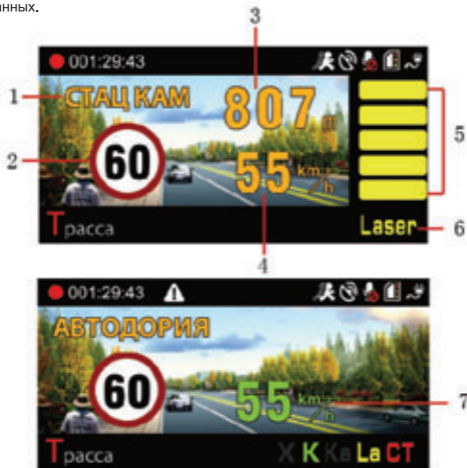 анных.
3
001:29:43
1
СТАЦ КАМ
807 m
2
60
55 km/h
5
Трасса
Laser
6
4
001:29:43
АВТОДОРИЯ
60
55 km/h
7
Трасса
X K Ka La СТ